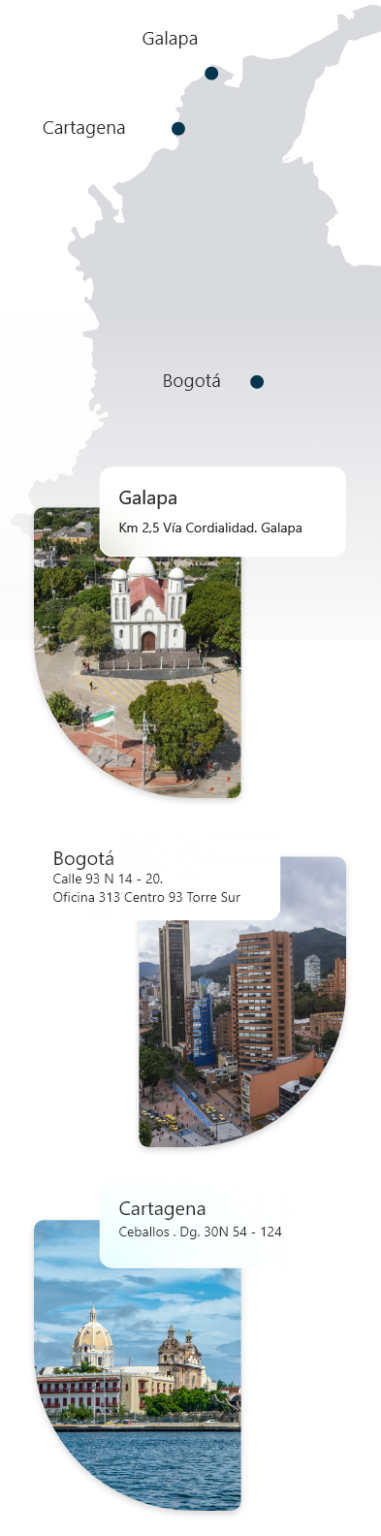 Galapa
Cartagena
Bogotá
Galapa
Km 2,5 Vía Cordialidad. Galapa
Bogotá
Calle 93 N 14 - 20.
Oficina 313 Centro 93 Torre Sur
Cartagena
Ceballos . Dg. 30N 54 - 124